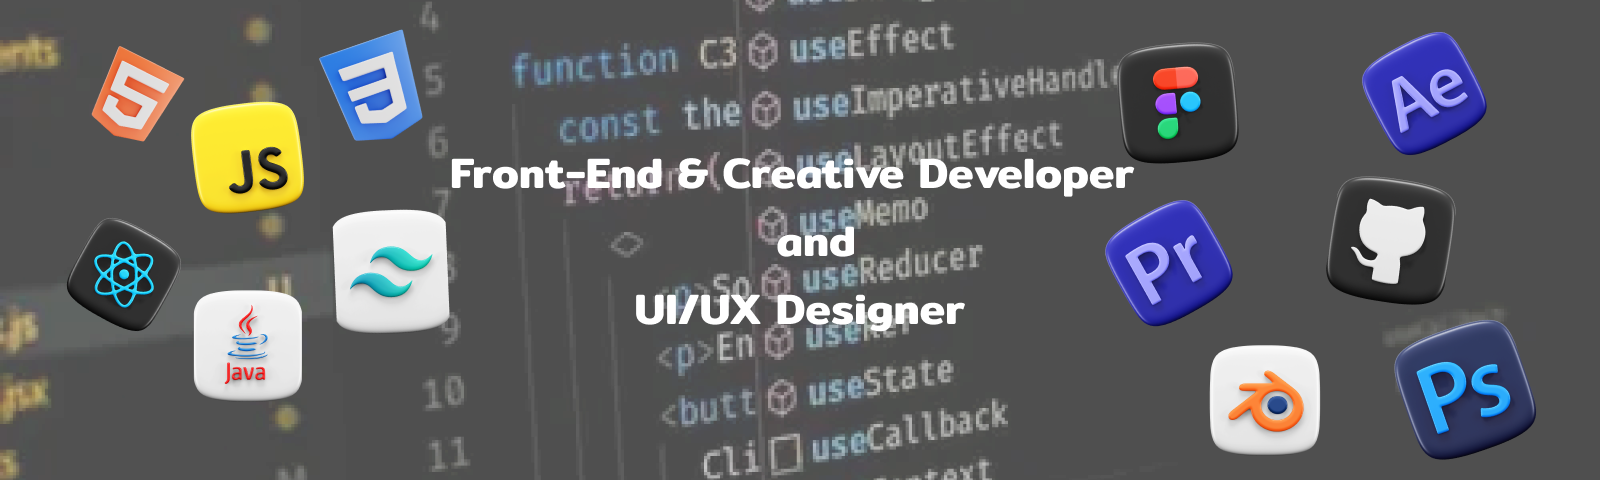 4
ents
useEffect
5
function C3
useImperativeHandle
JS
Ae
6
const the
useLayoutEffect
Front-End & Creative Developer
return (
7
useMemo
and
8
useReducer
Pr
<p>So
UI/UX Designer
.js
9
useRef
<p>En
Java
10
useState
<butt
Ps
.jsx
11
useCallback
Cli